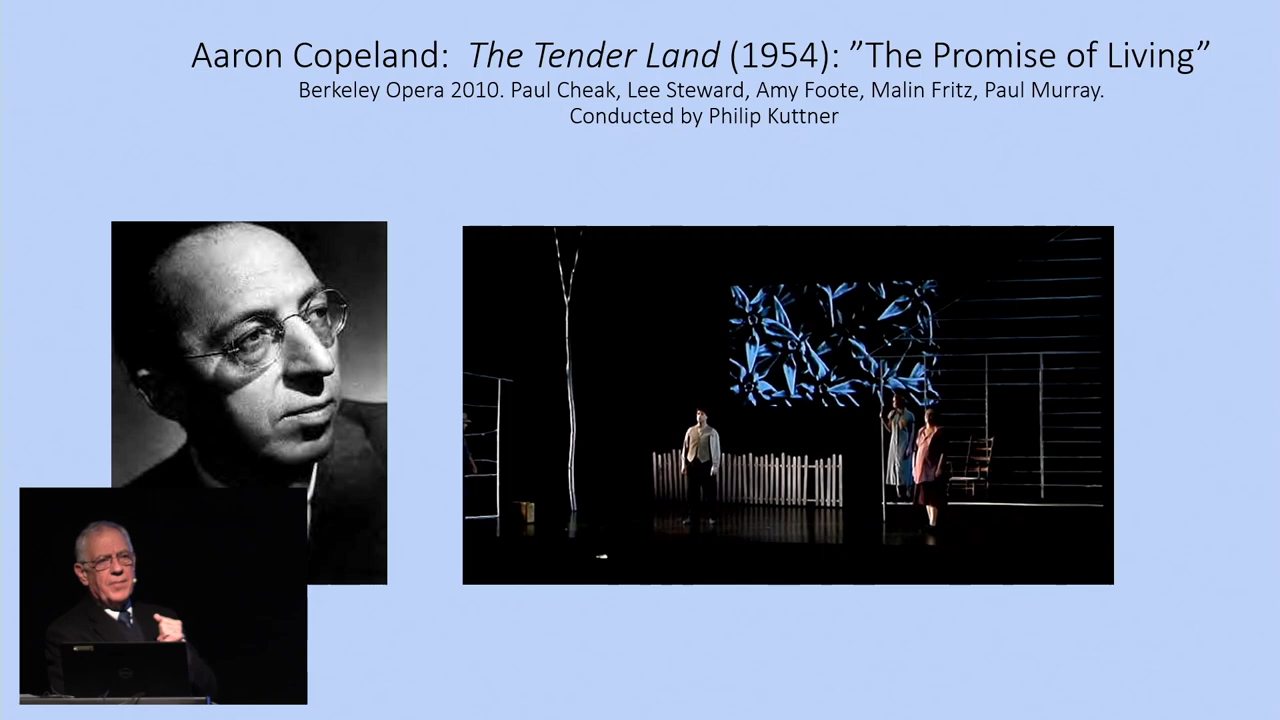 Aaron Copeland:  The Tender Land (1954): ”The Promise of Living”
Berkeley Opera 2010. Paul Cheak, Lee Steward, Amy Foote, Malin Fritz, Paul Murray.
Conducted by Philip Kuttner